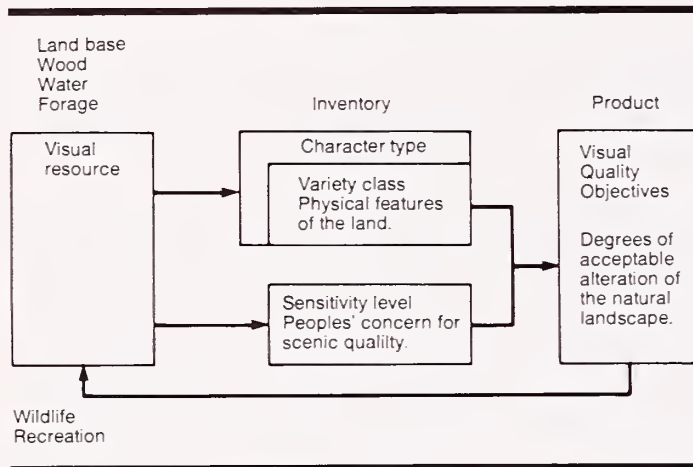 Land base
Wood
Water
Forage
Inventory
Product
Visual
resource
Character type
Variety class
Physical features
of the land.
Sensitivity level
Peoples' concern for
scenic qualilty.
Visual
Quality
Objectives
Degrees of
acceptable
alteration of
the natural
landscape.
Wildlife
Recreation